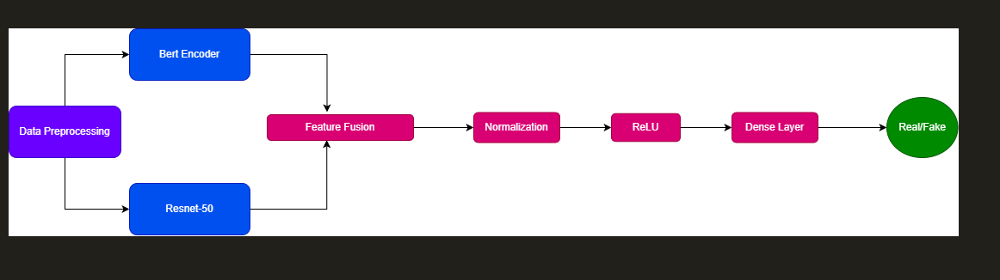 Bert Encoder
Data Preprocessing
Feature Fusion
Normalization
ReLU
Dense Layer
Real/Fake
Resnet-50